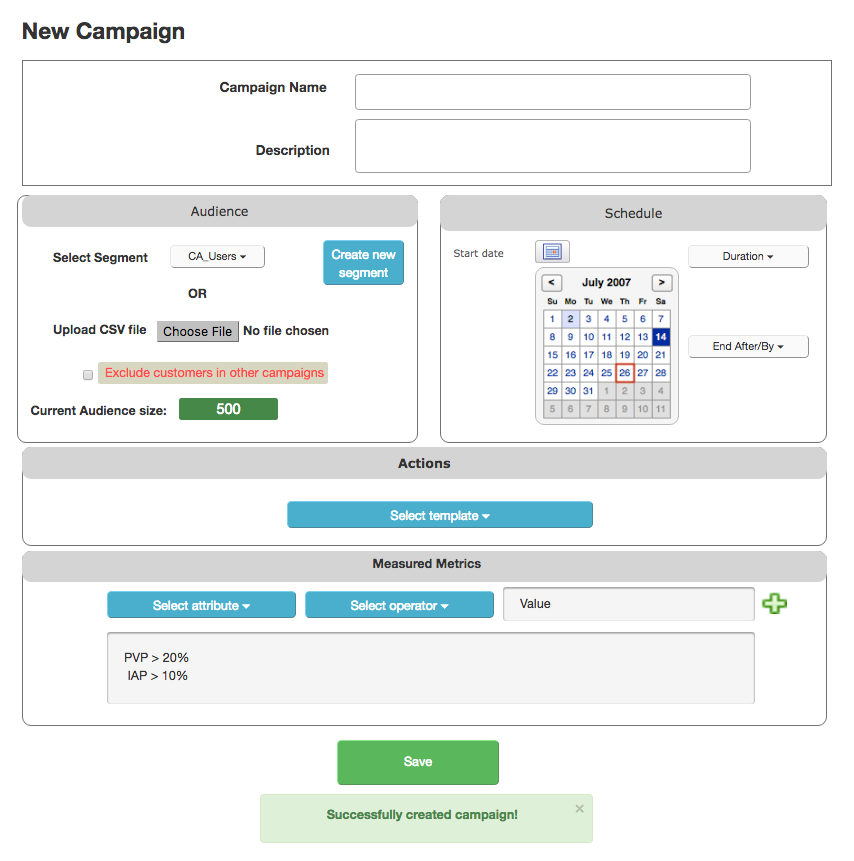 New Campaign
Campaign Name
Description
Audience
Select Segment
CA_Users
Create new
segment
OR
Upload CSV file
Choose File No file chosen
Exclude customers in other campaigns
Current Audience size:
500
Schedule
Start date
Duration
< July 2007 >
Su Mo Tu We Th Fr Sa
1 2 3 4 5 6 7
8 9 10 11 12 13 14
15 16 17 18 19 20 21
22 23 24 25 26 27 28
29 30 31 1 2 3 4
5 6 7 8 9 10 11
End After/By
Actions
Select template
Measured Metrics
Select attribute
Select operator
Value
PVP > 20%
IAP > 10%
Save
Successfully created campaign!
×